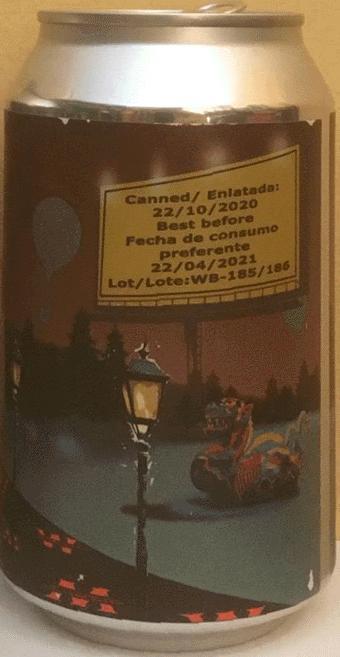 Canned/ Enlatada:
22/10/2020
Best before
Fecha de consumo
preferente
22/04/2021
Lot/Lote:WB-185/186